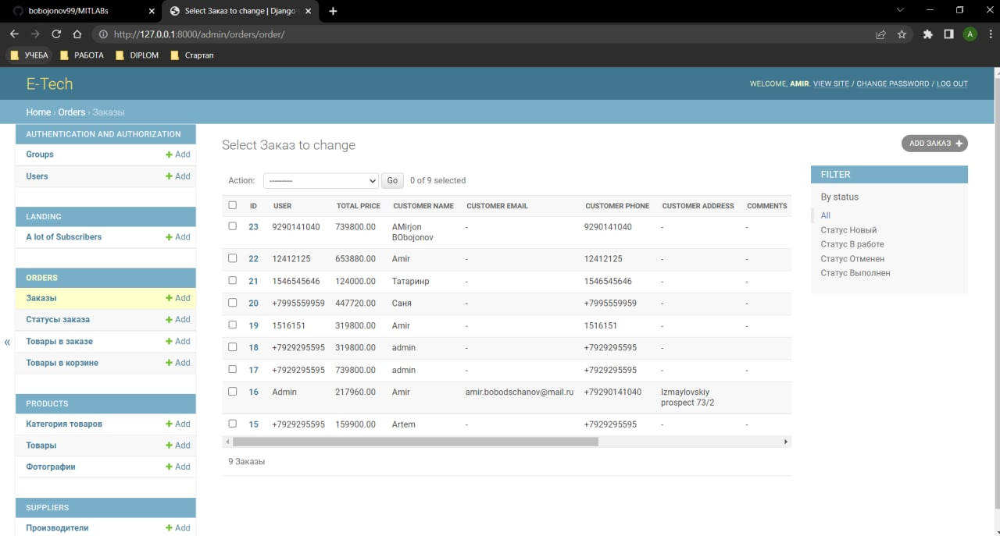 bobojonov99/MITLABs
Select Заказ to change | Django s
http://127.0.0.1:8000/admin/orders/order/
A
УЧЕБА РАБОТА DIPLOM Стартап
E-Tech
WELCOME, AMIR. VIEW SITE / CHANGE PASSWORD / LOG OUT
Home › Orders › Заказы
AUTHENTICATION AND AUTHORIZATION
Groups Add
Users Add
LANDING
A lot of Subscribers Add
ORDERS
Заказы Add
Статусы заказа Add
Товары в заказе Add
Товары в корзине Add
PRODUCTS
Категория товаров Add
Товары Add
Фотографии Add
SUPPLIERS
Производители Add
«
Select Заказ to change
ADD ЗАКАЗ +
Action: --------- Go 0 of 9 selected
ID USER TOTAL PRICE CUSTOMER NAME CUSTOMER EMAIL CUSTOMER PHONE CUSTOMER ADDRESS COMMENTS
23 9290141040 739800.00 AMirjon BObojonov - 9290141040 - -
22 12412125 653880.00 Amir - 12412125 - -
21 1546545646 124000.00 Татаринр - 1546545646 - -
20 +7995559959 447720.00 Саня - +7995559959 - -
19 1516151 319800.00 Amir - 1516151 - -
18 +7929295595 319800.00 admin - +7929295595 - -
17 +7929295595 739800.00 admin - +7929295595 - -
16 Admin 217960.00 Amir amir.bobodschanov@mail.ru +79290141040 Izmaylovskiy prospect 73/2 -
15 +7929295595 159900.00 Artem - +7929295595 - -
9 Заказы
FILTER
By status
All
Статус Новый
Статус В работе
Статус Отменен
Статус Выполнен